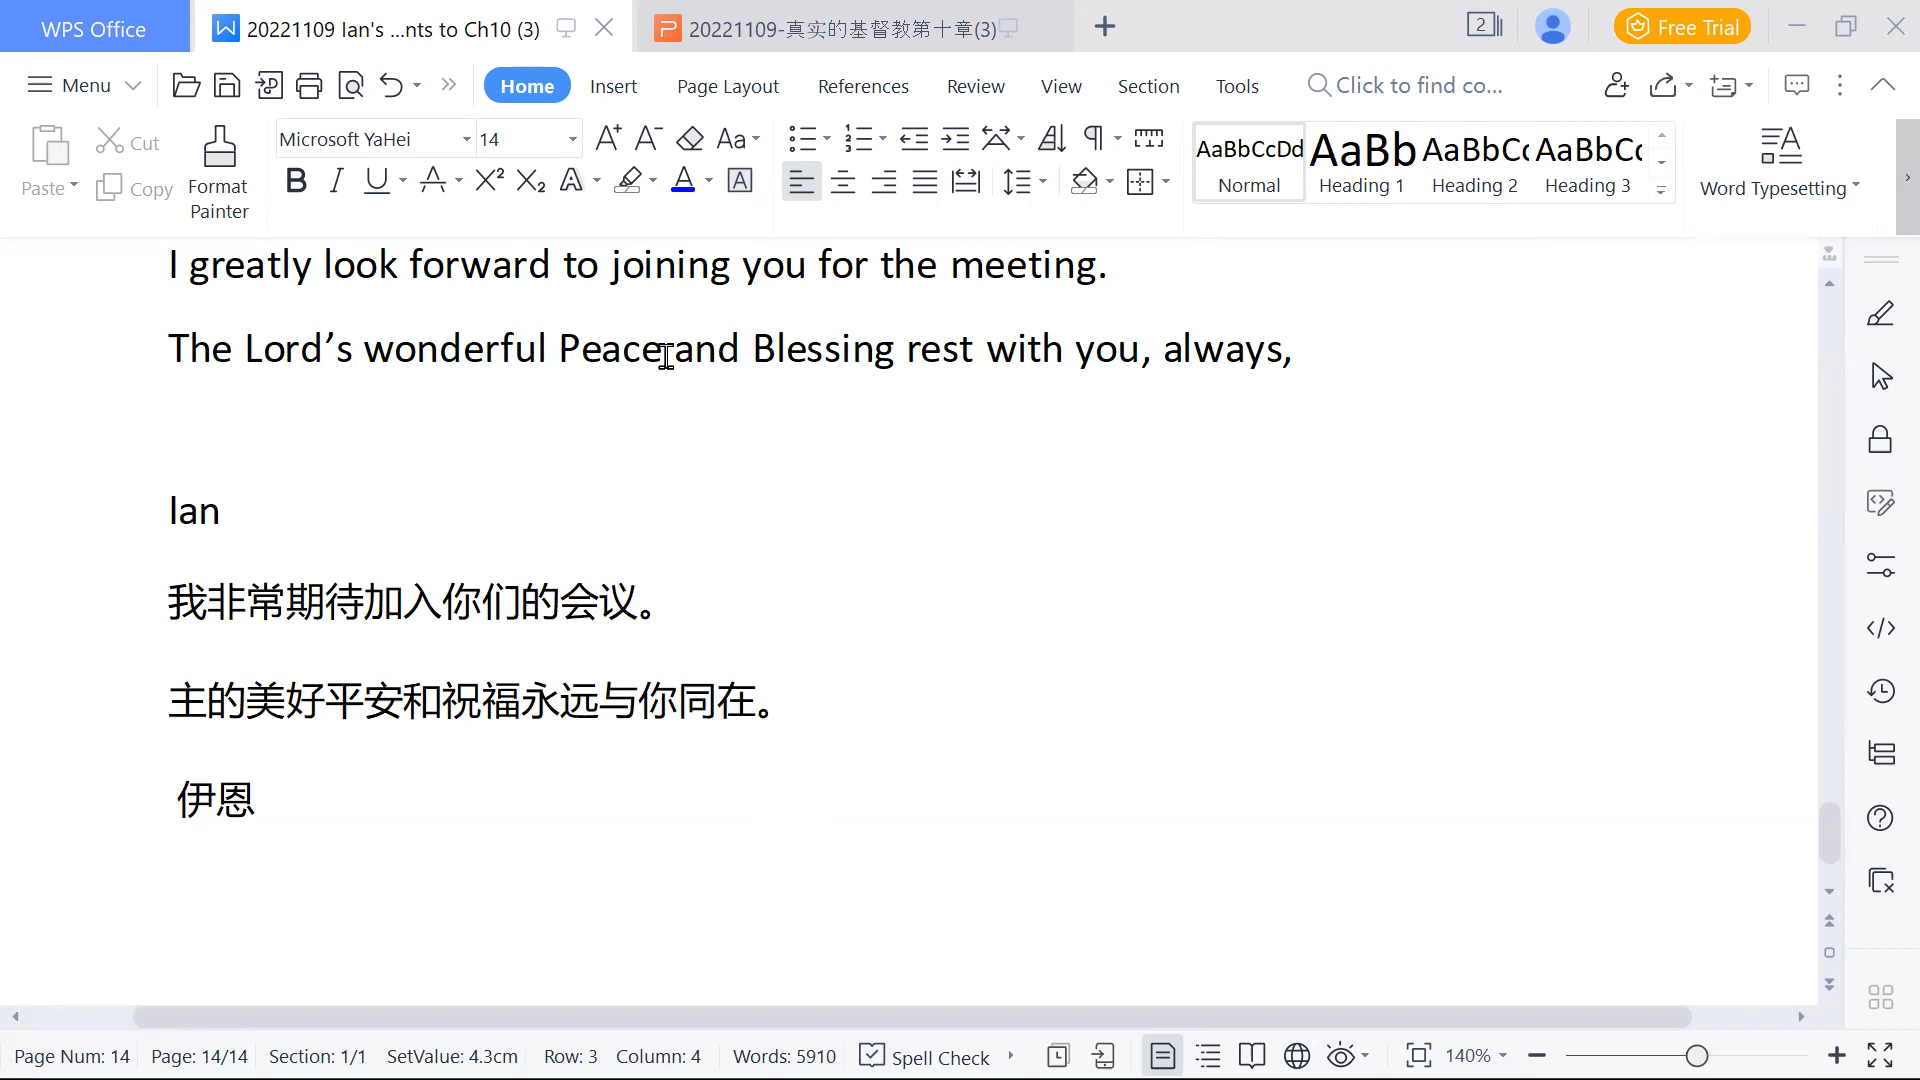 WPS Office
20221109 Ian's ...nts to Ch10 (3)
20221109-真实的基督教第十章(3)
2
Free Trial
Menu
Home Insert Page Layout References Review View Section Tools
Click to find co...
Paste
Cut
Copy
Format Painter
Microsoft YaHei 14
AaBbCcDd
AaBb
AaBbCc
AaBbCc
Normal Heading 1 Heading 2 Heading 3
Word Typesetting
I greatly look forward to joining you for the meeting.
The Lord’s wonderful Peace and Blessing rest with you, always,
Ian
我非常期待加入你们的会议。
主的美好平安和祝福永远与你同在。
伊恩
Page Num: 14 Page: 14/14 Section: 1/1 SetValue: 4.3cm Row: 3 Column: 4 Words: 5910 Spell Check 140%